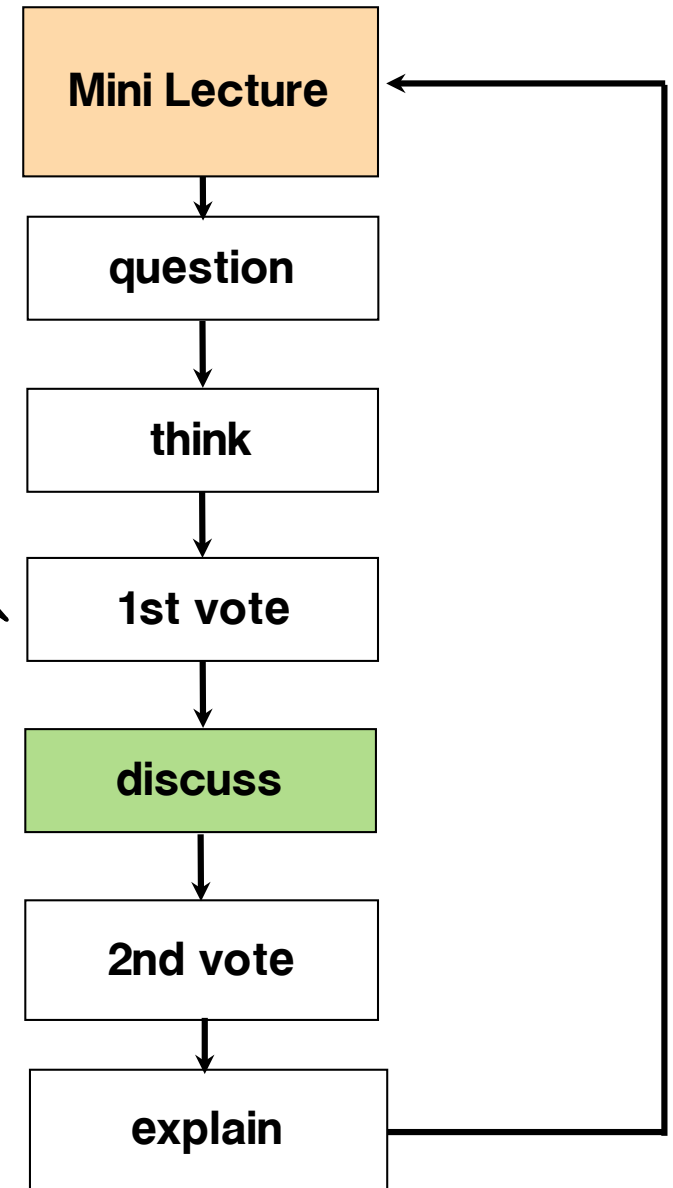 Mini Lecture
question
think
1st vote
discuss
2nd vote
explain